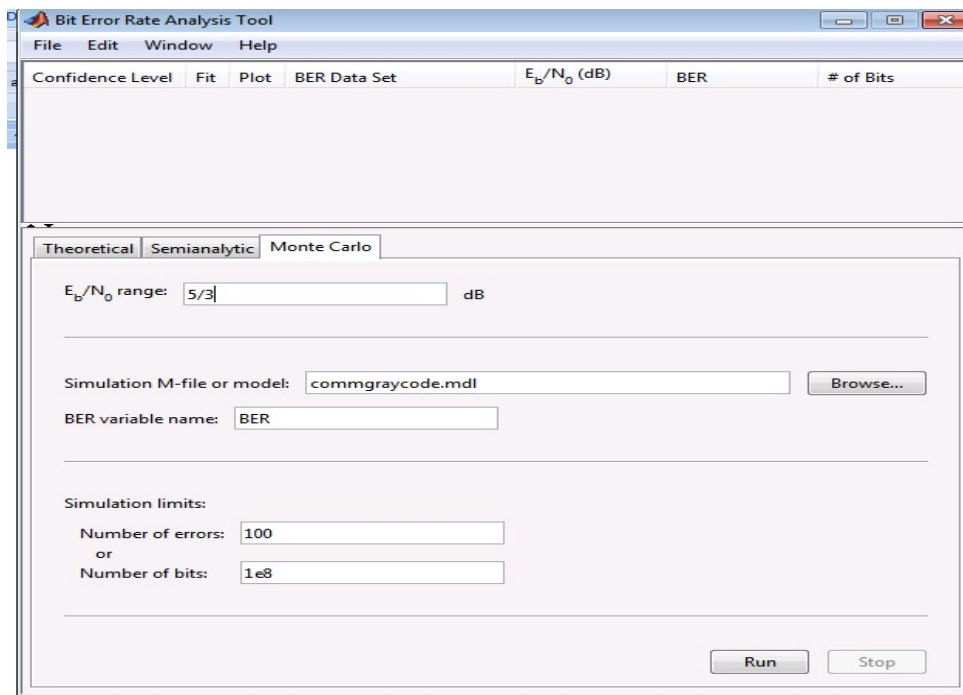 Bit Error Rate Analysis Tool
File Edit Window Help
Confidence Level Fit Plot BER Data Set Eb/N0 (dB) BER # of Bits
Theoretical Semianalytic Monte Carlo
Eb/N0 range: 5/3 dB
Simulation M-file or model: commgraycode.mdl Browse...
BER variable name: BER
Simulation limits:
Number of errors: 100
or
Number of bits: 1e8
Run Stop